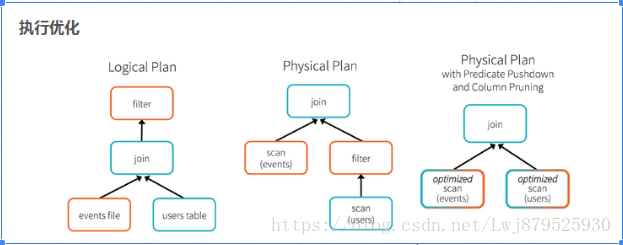 执行优化
Logical Plan
filter
join
events file
users table
Physical Plan
join
scan
(events)
filter
scan
(users)
Physical Plan
with Predicate Pushdown
and Column Pruning
join
optimized
scan
(events)
optimized
scan
(users)
https://blog.csdn.net/Lwj879525930